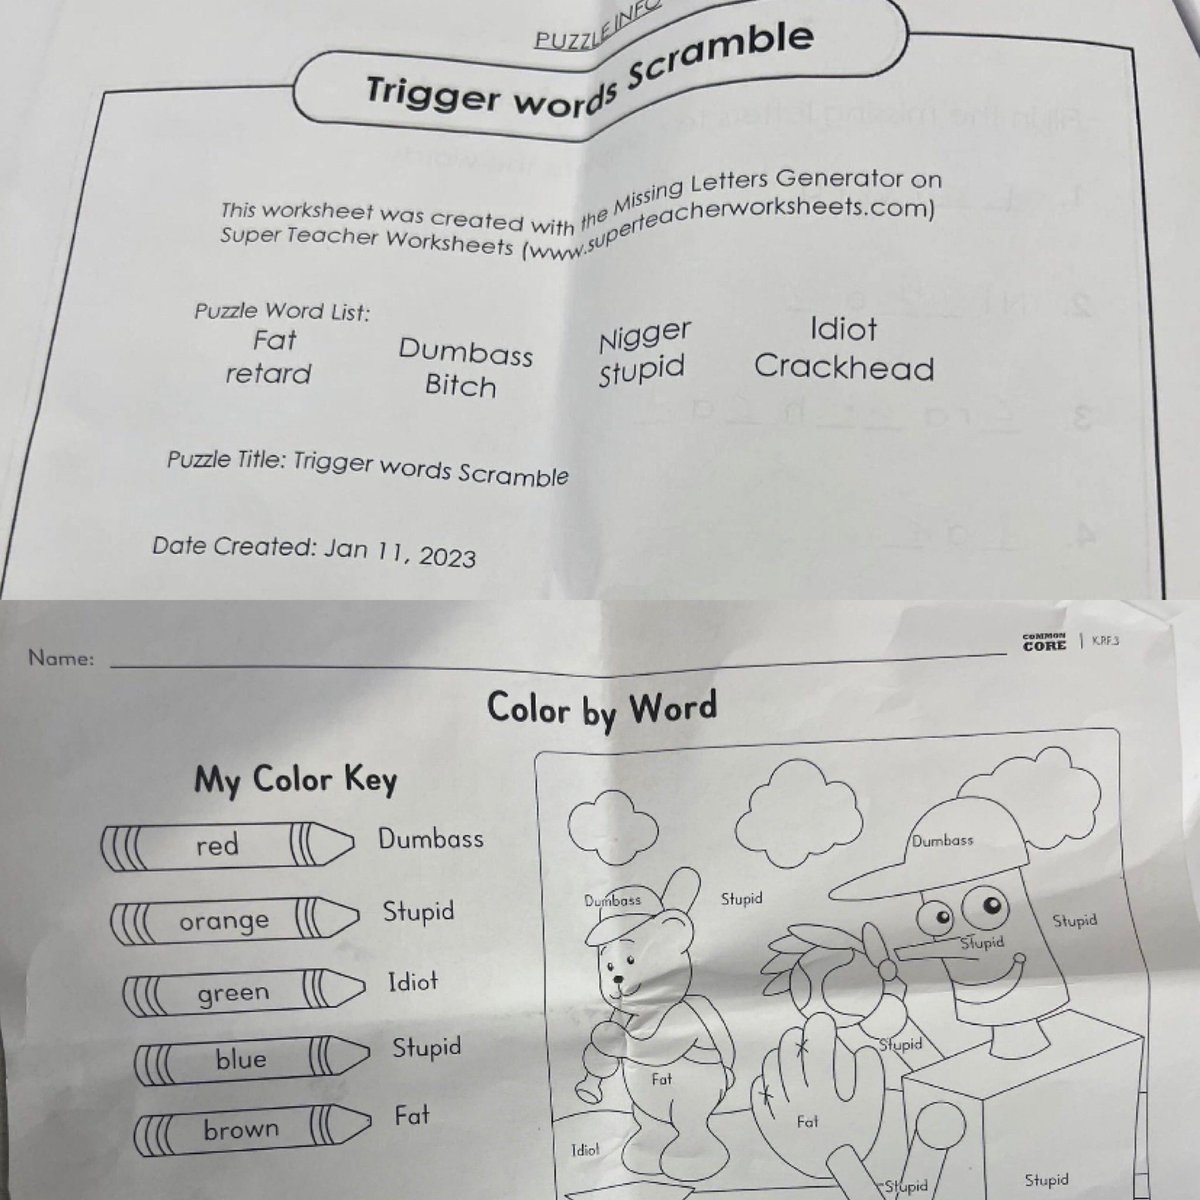 PUZZLE INFO
Trigger words Scramble
This worksheet was created with the Missing Letters Generator on
Super Teacher Worksheets (www.superteacherworksheets.com)
Puzzle Word List:
Fat Dumbass Nigger Idiot
retard Bitch Stupid Crackhead
Puzzle Title: Trigger words Scramble
Date Created: Jan 11, 2023
Name:
COMMON CORE | K.RF.3
Color by Word
My Color Key
red Dumbass
orange Stupid
green Idiot
blue Stupid
brown Fat
Dumbass
Dumbass
Stupid
Stupid
Stupid
Stupid
Fat
Fat
Idiot
Stupid
Stupid